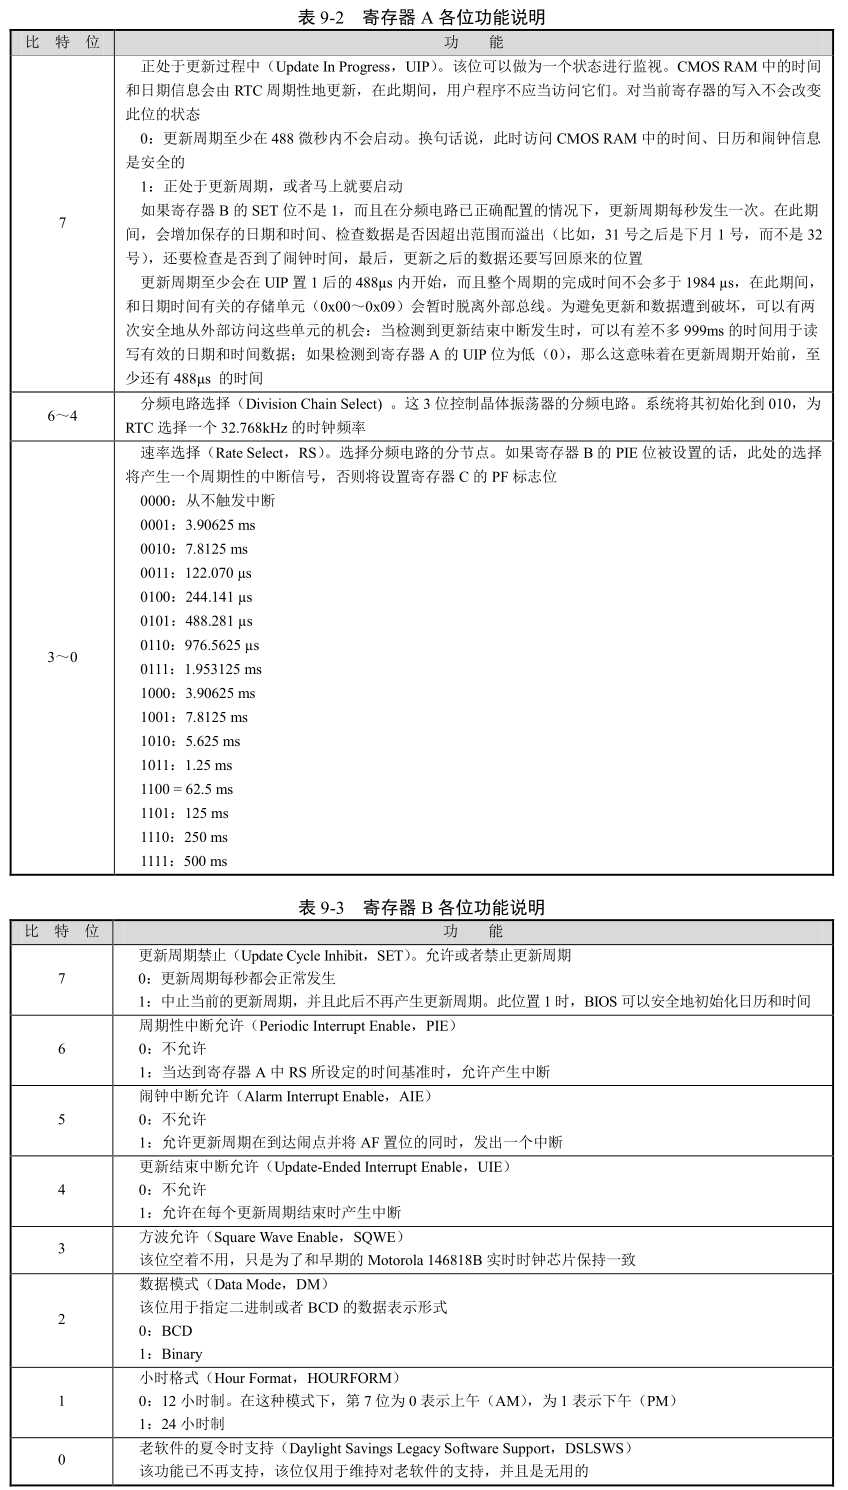 表 9-2 寄存器 A 各位功能说明
比 特 位 功 能
正处于更新过程中（Update In Progress，UIP）。该位可以做为一个状态进行监视。CMOS RAM 中的时间
和日期信息会由 RTC 周期性地更新，在此期间，用户程序不应当访问它们。对当前寄存器的写入不会改变
此位的状态
0：更新周期至少在 488 微秒内不会启动。换句话说，此时访问 CMOS RAM 中的时间、日历和闹钟信息
是安全的
1：正处于更新周期，或者马上就要启动
7
如果寄存器 B 的 SET 位不是 1，而且在分频电路已正确配置的情况下，更新周期每秒发生一次。在此期
间，会增加保存的日期和时间、检查数据是否因超出范围而溢出（比如，31 号之后是下月 1 号，而不是 32
号），还要检查是否到了闹钟时间，最后，更新之后的数据还要写回原来的位置
更新周期至少会在 UIP 置 1 后的 488μs 内开始，而且整个周期的完成时间不会多于 1984 μs，在此期间，
和日期时间有关的存储单元（0x00～0x09）会暂时脱离外部总线。为避免更新和数据遭到破坏，可以有两
次安全地从外部访问这些单元的机会：当检测到更新结束中断发生时，可以有差不多 999ms 的时间用于读
写有效的日期和时间数据；如果检测到寄存器 A 的 UIP 位为低（0），那么这意味着在更新周期开始前，至
少还有 488μs 的时间
6～4
分频电路选择（Division Chain Select）。这 3 位控制晶体振荡器的分频电路。系统将其初始化到 010，为
RTC 选择一个 32.768kHz 的时钟频率
速率选择（Rate Select，RS）。选择分频电路的分节点。如果寄存器 B 的 PIE 位被设置的话，此处的选择
将产生一个周期性的中断信号，否则将设置寄存器 C 的 PF 标志位
0000：从不触发中断
0001：3.90625 ms
0010：7.8125 ms
0011：122.070 μs
0100：244.141 μs
0101：488.281 μs
0110：976.5625 μs
3～0
0111：1.953125 ms
1000：3.90625 ms
1001：7.8125 ms
1010：5.625 ms
1011：1.25 ms
1100 = 62.5 ms
1101：125 ms
1110：250 ms
1111：500 ms
表 9-3 寄存器 B 各位功能说明
比 特 位 功 能
7
更新周期禁止（Update Cycle Inhibit，SET）。允许或者禁止更新周期
0：更新周期每秒都会正常发生
1：中止当前的更新周期，并且此后不再产生更新周期。此位置 1 时，BIOS 可以安全地初始化日历和时间
6
周期性中断允许（Periodic Interrupt Enable，PIE）
0：不允许
1：当达到寄存器 A 中 RS 所设定的时间基准时，允许产生中断
5
闹钟中断允许（Alarm Interrupt Enable，AIE）
0：不允许
1：允许更新周期在到达闹点并将 AF 置位的同时，发出一个中断
4
更新结束中断允许（Update-Ended Interrupt Enable，UIE）
0：不允许
1：允许在每个更新周期结束时产生中断
3
方波允许（Square Wave Enable，SQWE）
该位空着不用，只是为了和早期的 Motorola 146818B 实时时钟芯片保持一致
2
数据模式（Data Mode，DM）
该位用于指定二进制或者 BCD 的数据表示形式
0：BCD
1：Binary
1
小时格式（Hour Format，HOURFORM）
0：12 小时制。在这种模式下，第 7 位为 0 表示上午（AM），为 1 表示下午（PM）
1：24 小时制
0
老软件的夏令时支持（Daylight Savings Legacy Software Support，DSLSWS）
该功能已不再支持，该位仅用于维持对老软件的支持，并且是无用的